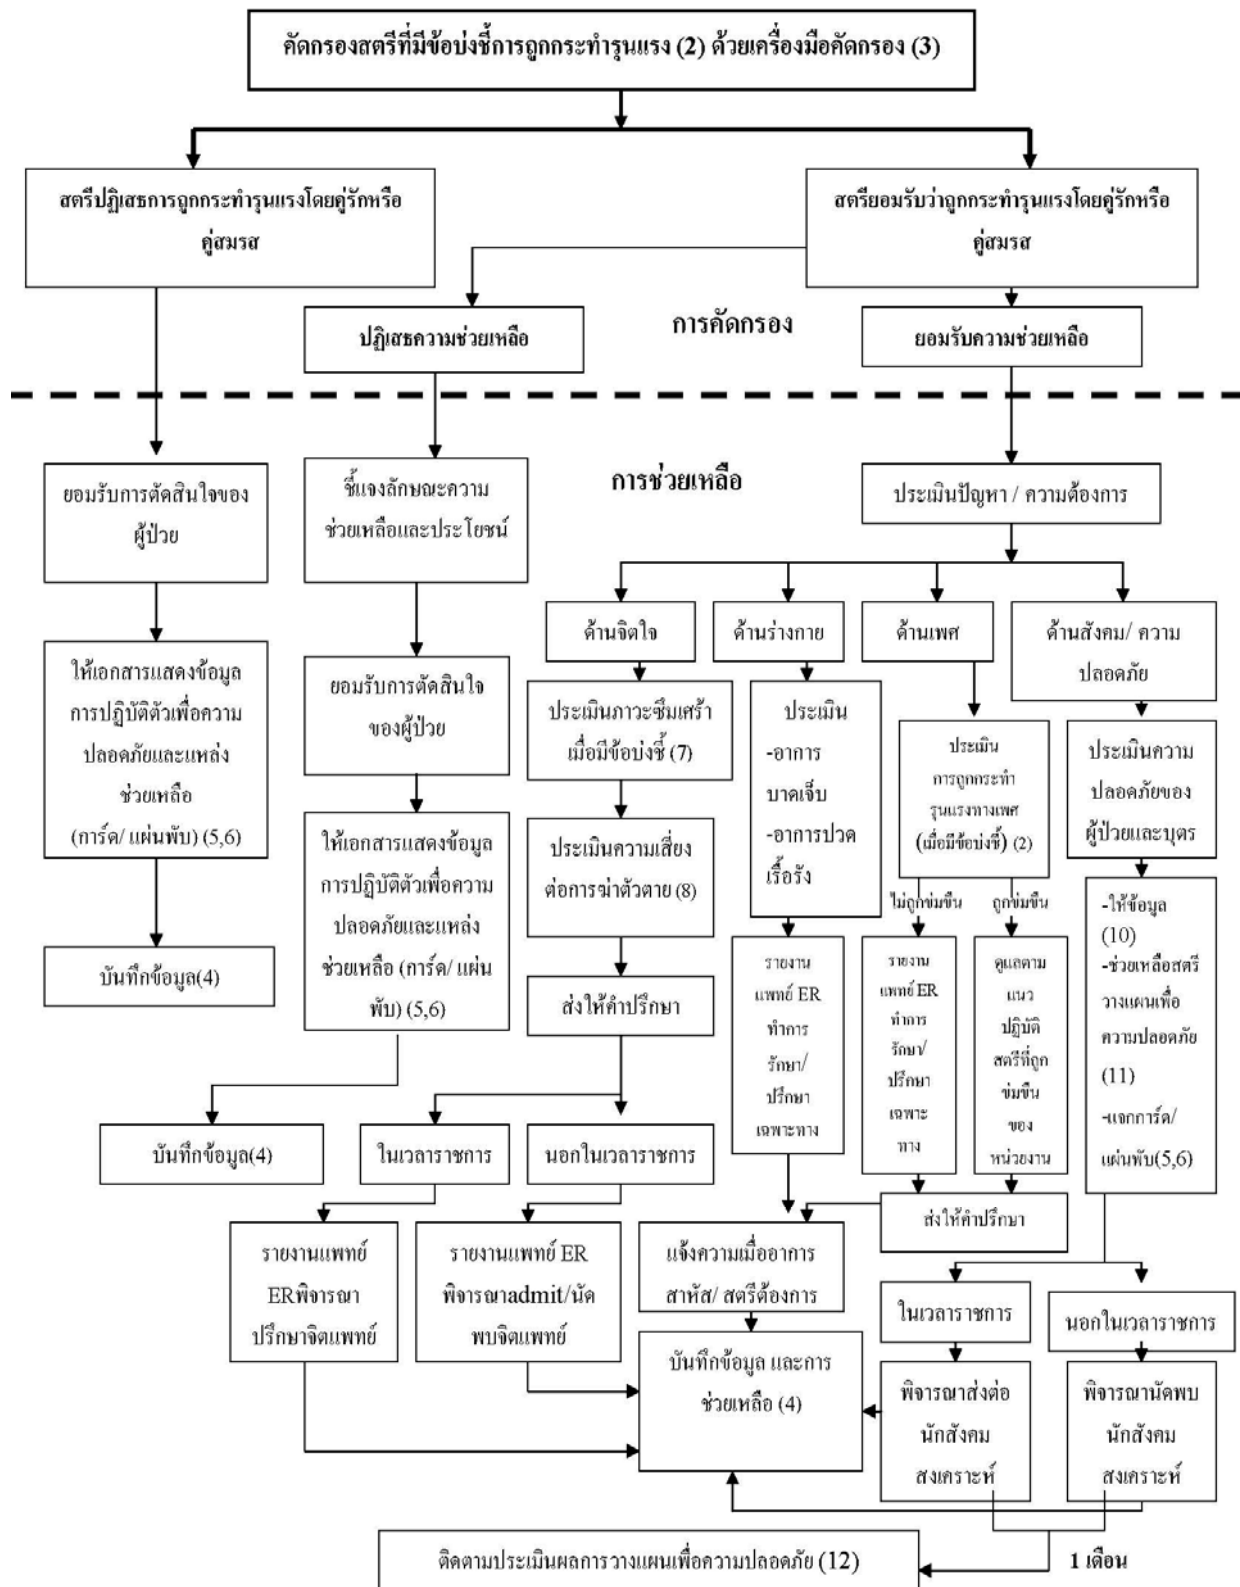 คัดกรองสตรีที่มีข้อบ่งชี้การถูกกระทำรุนแรง (2) ด้วยเครื่องมือคัดกรอง (3)
สตรีปฏิเสธการถูกกระทำรุนแรงโดยคู่รักหรือ
คู่สมรส
สตรียอมรับว่าถูกกระทำรุนแรงโดยคู่รักหรือ
คู่สมรส
ปฏิเสธความช่วยเหลือ
การคัดกรอง
ยอมรับความช่วยเหลือ
ยอมรับการตัดสินใจของ
ผู้ป่วย
ชี้แจงลักษณะความ
ช่วยเหลือและประโยชน์
การช่วยเหลือ
ประเมินปัญหา / ความต้องการ
ด้านจิตใจ
ด้านร่างกาย
ด้านเพศ
ด้านสังคม/ ความ
ปลอดภัย
ให้เอกสารแสดงข้อมูล
การปฏิบัติตัวเพื่อความ
ปลอดภัยและแหล่ง
ช่วยเหลือ
(การ์ด/ แผ่นพับ) (5,6)
ยอมรับการตัดสินใจ
ของผู้ป่วย
ประเมินภาวะซึมเศร้า
เมื่อมีข้อบ่งชี้ (7)
ประเมิน
-อาการ
บาดเจ็บ
-อาการปวด
เรื้อรัง
ประเมิน
การถูกกระทำ
รุนแรงทางเพศ
(เมื่อมีข้อบ่งชี้) (2)
ประเมินความ
ปลอดภัยของ
ผู้ป่วยและบุตร
ให้เอกสารแสดงข้อมูล
การปฏิบัติตัวเพื่อความ
ปลอดภัยและแหล่ง
ช่วยเหลือ (การ์ด/ แผ่น
พับ) (5,6)
ประเมินความเสี่ยง
ต่อการฆ่าตัวตาย (8)
ไม่ถูกข่มขืน
ถูกข่มขืน
บันทึกข้อมูล(4)
ส่งให้คำปรึกษา
รายงาน
แพทย์ ER
ทำการ
รักษา/
ปรึกษา
เฉพาะทาง
รายงาน
แพทย์ ER
ทำการ
รักษา/
ปรึกษา
เฉพาะ
ทาง
ดูแลตาม
แนว
ปฏิบัติ
สตรีที่ถูก
ข่มขืน
ของ
หน่วยงาน
-ให้ข้อมูล
(10)
-ช่วยเหลือสตรี
วางแผนเพื่อ
ความปลอดภัย
(11)
-แจกการ์ด/
แผ่นพับ(5,6)
บันทึกข้อมูล(4)
ในเวลาราชการ
นอกในเวลาราชการ
ส่งให้คำปรึกษา
รายงานแพทย์
ERพิจารณา
ปรึกษาจิตแพทย์
รายงานแพทย์ ER
พิจารณาadmit/นัด
พบจิตแพทย์
แจ้งความเมื่ออาการ
สาหัส/ สตรีต้องการ
ในเวลาราชการ
นอกในเวลาราชการ
บันทึกข้อมูล และการ
ช่วยเหลือ (4)
พิจารณาส่งต่อ
นักสังคม
สงเคราะห์
พิจารณานัดพบ
นักสังคม
สงเคราะห์
ติดตามประเมินผลการวางแผนเพื่อความปลอดภัย (12)
1 เดือน